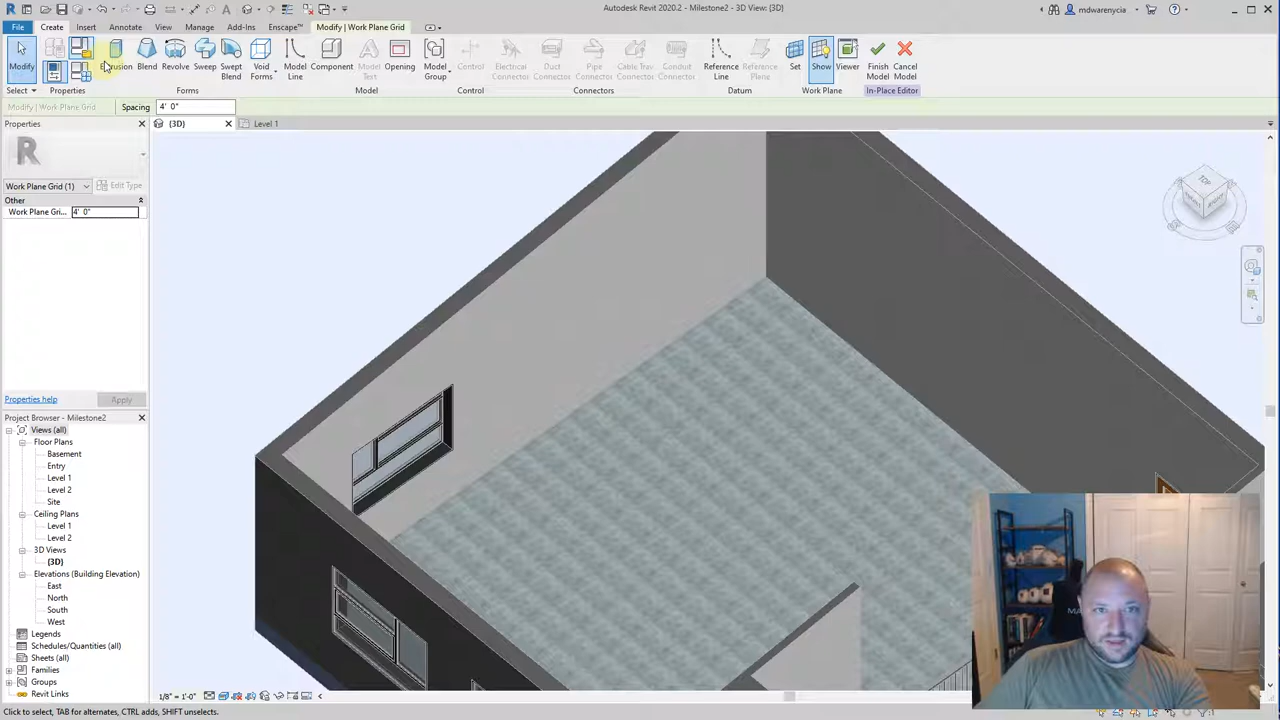 Autodesk Revit 2020.2 - Milestone2 - 3D View: {3D}
mdwarenycia
File Create Insert Annotate View Manage Add-Ins Enscape™ Modify | Work Plane Grid
Modify Extrusion Blend Revolve Sweep Swept Blend Void Forms Model Line Component Model Text Opening Model Group Control Electrical Connector Duct Connector Pipe Connector Cable Tray Connector Conduit Connector Reference Line Reference Plane Set Show Viewer Finish Model Cancel Model
Select Properties Forms Model Control Connectors Datum Work Plane In-Place Editor
Modify | Work Plane Grid Spacing 4' 0"
Properties
{3D} Level 1
Work Plane Grid (1) Edit Type
Other
Work Plane Gri... 4' 0"
TOP
RIGHT
Properties help Apply
Project Browser - Milestone2
Views (all)
Floor Plans
Basement
Entry
Level 1
Level 2
Site
Ceiling Plans
Level 1
Level 2
3D Views
{3D}
Elevations (Building Elevation)
East
North
South
West
Legends
Schedules/Quantities (all)
Sheets (all)
Families
Groups
Revit Links
1/8" = 1'-0"
Click to select, TAB for alternates, CTRL adds, SHIFT unselects.